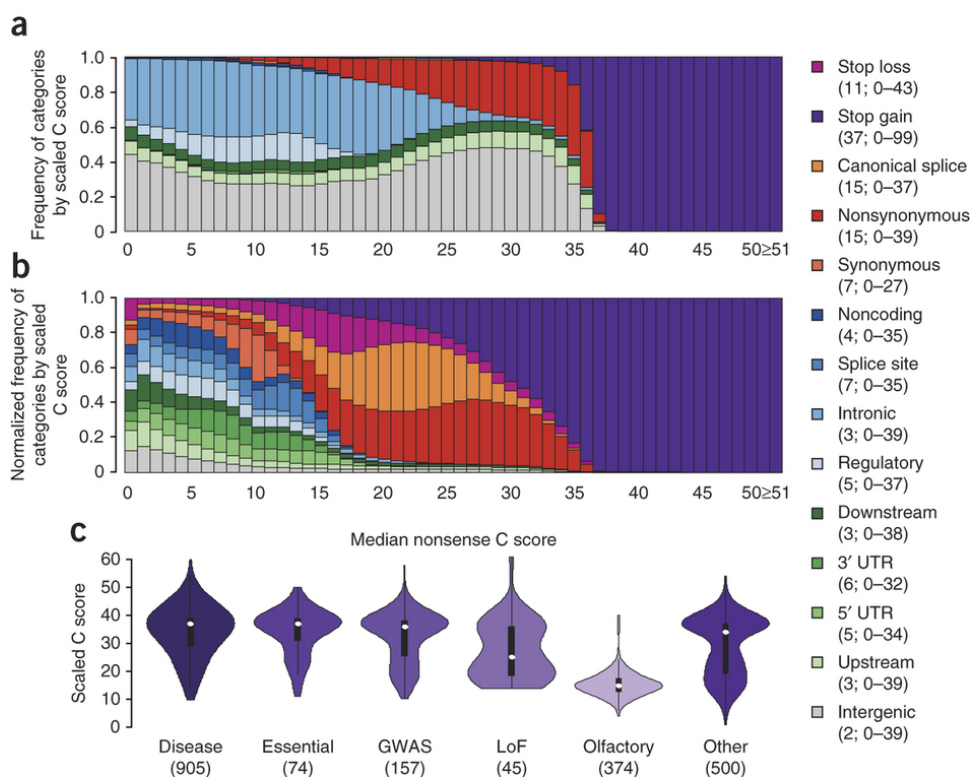 a
Frequency of categories
by scaled C score
1.0
0.8
0.6
0.4
0.2
0
0 5 10 15 20 25 30 35 40 45 50≥51
b
Normalized frequency of
categories by scaled
C score
1.0
0.8
0.6
0.4
0.2
0
0 5 10 15 20 25 30 35 40 45 50≥51
c
Median nonsense C score
Scaled C score
60
50
40
30
20
10
0
Disease Essential GWAS LoF Olfactory Other
(905) (74) (157) (45) (374) (500)
Stop loss
(11; 0–43)
Stop gain
(37; 0–99)
Canonical splice
(15; 0–37)
Nonsynonymous
(15; 0–39)
Synonymous
(7; 0–27)
Noncoding
(4; 0–35)
Splice site
(7; 0–35)
Intronic
(3; 0–39)
Regulatory
(5; 0–37)
Downstream
(3; 0–38)
3′ UTR
(6; 0–32)
5′ UTR
(5; 0–34)
Upstream
(3; 0–39)
Intergenic
(2; 0–39)